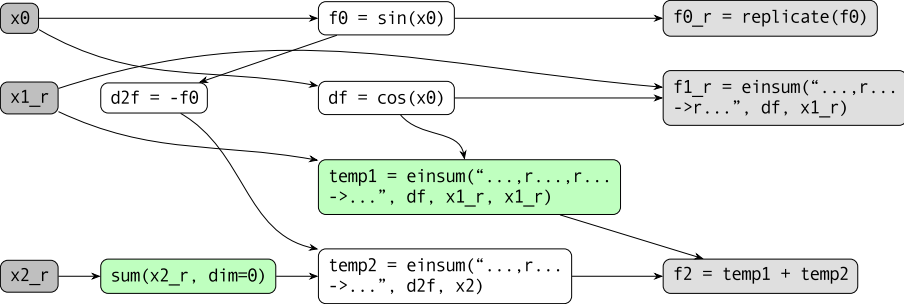 x0
f0 = sin(x0)
f0_r = replicate(f0)
x1_r
d2f = -f0
df = cos(x0)
f1_r = einsum(“...,r...
->r...”, df, x1_r)
temp1 = einsum(“...,r...,r...
->...”, df, x1_r, x1_r)
x2_r
sum(x2_r, dim=0)
temp2 = einsum(“...,r...
->...”, d2f, x2)
f2 = temp1 + temp2